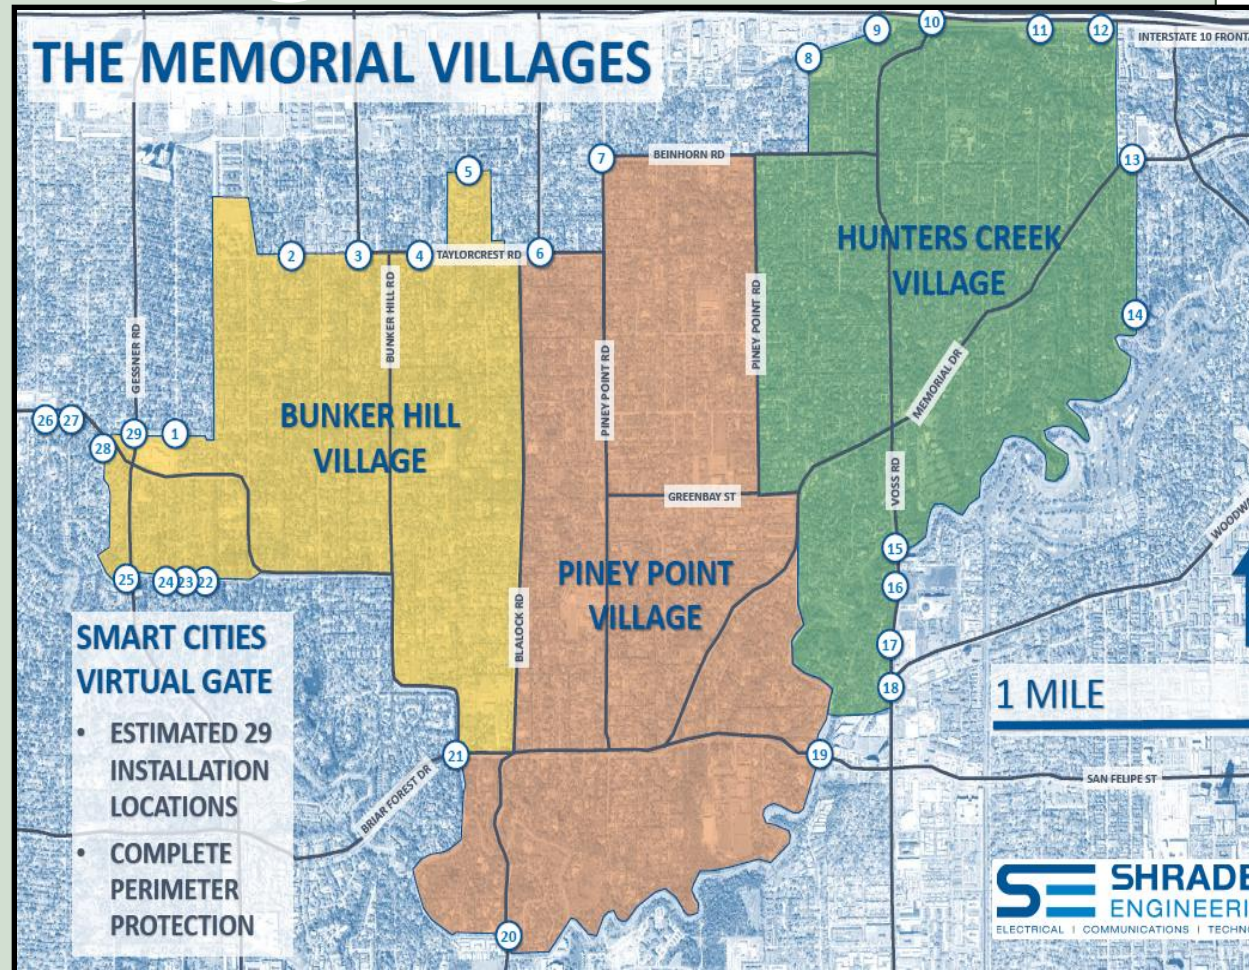 THE MEMORIAL VILLAGES
9
10
11
12
8
INTERSTATE 10
7
BEINHORN RD
13
5
HUNTERS CREEK
VILLAGE
2
3
4
TAYLORCREST RD
6
BUNKER HILL RD
PINEY POINT RD
14
GESSNER RD
PINEY POINT RD
MEMORIAL DR
26
27
28
29
1
BUNKER HILL
VILLAGE
VOSS RD
GREENBAY ST
15
25
24
23
22
PINEY POINT
VILLAGE
16
BLALOCK RD
17
18
SMART CITIES
VIRTUAL GATE
• ESTIMATED 29
INSTALLATION
LOCATIONS
• COMPLETE
PERIMETER
PROTECTION
1 MILE
21
19
BRIAR FOREST DR
SAN FELIPE ST
20
SE
ELECTRICAL | COMMUNICATIONS |